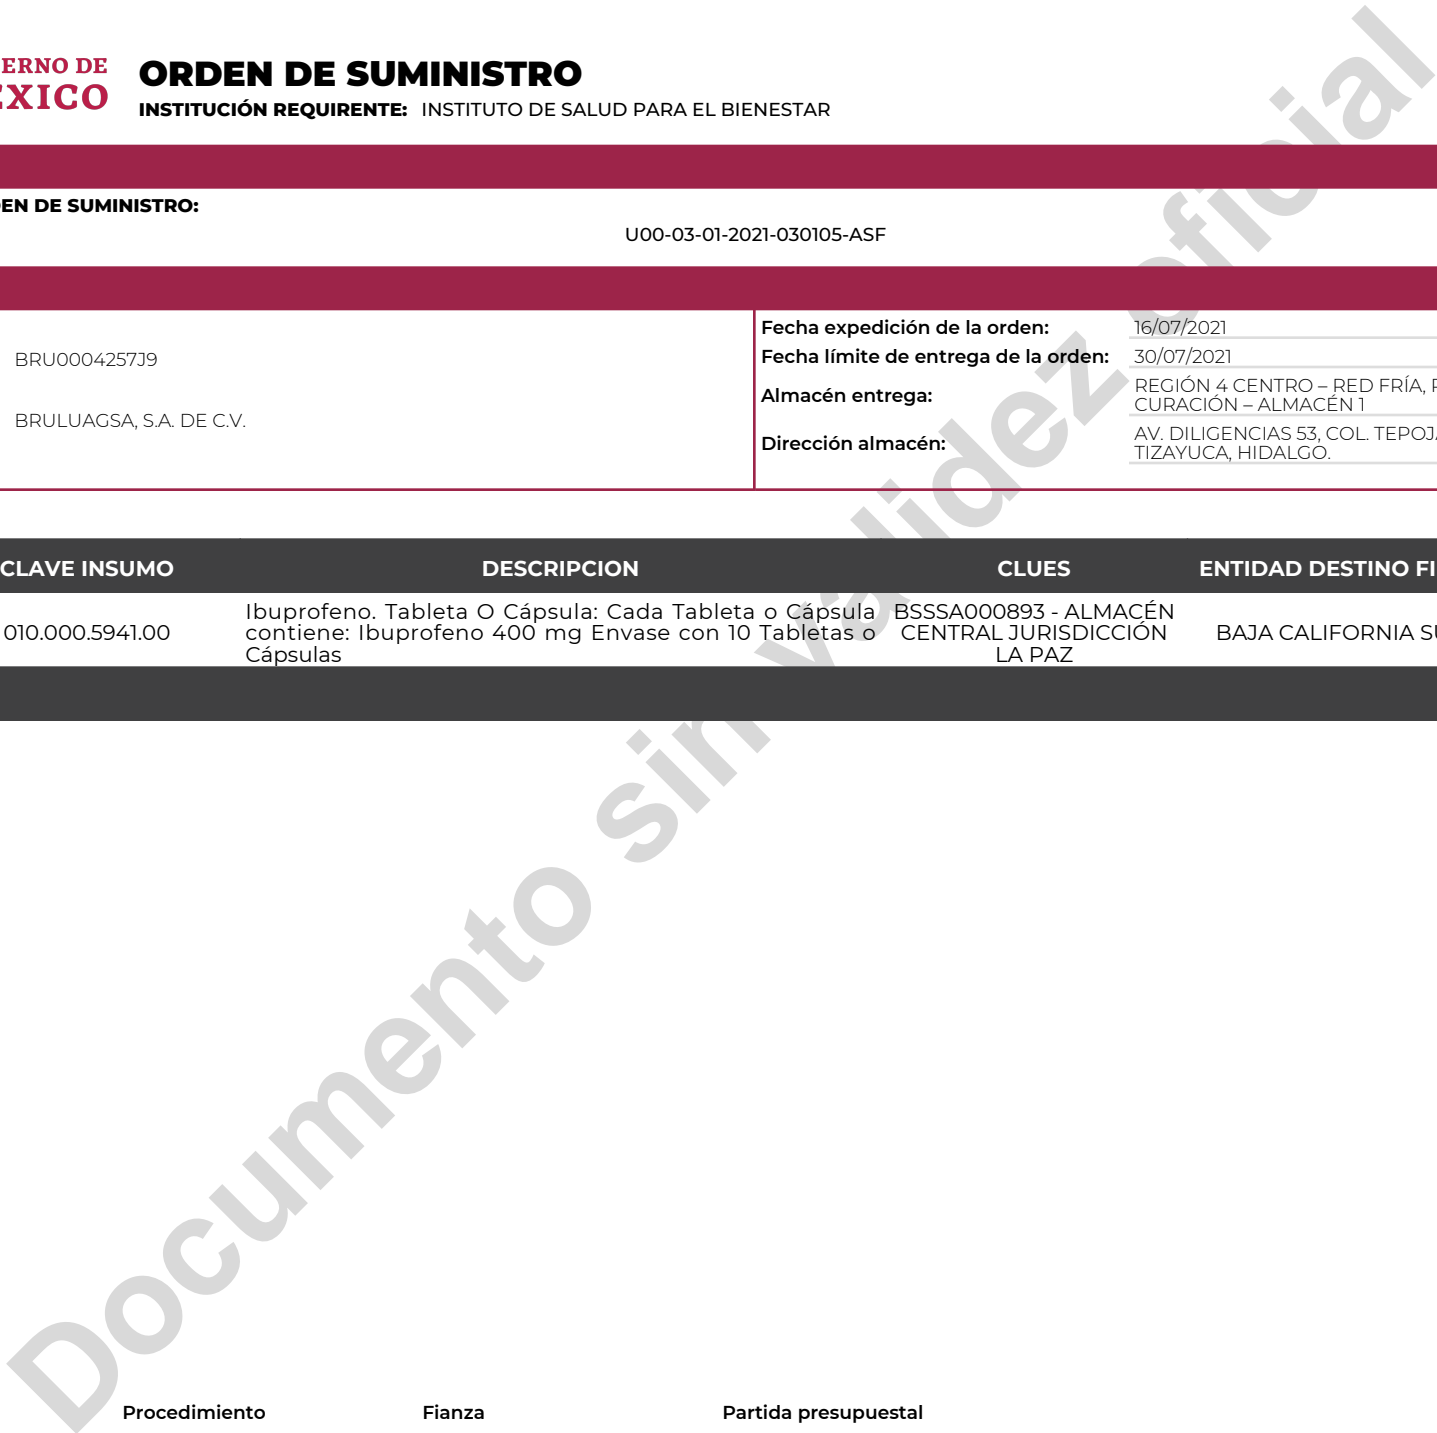 ERNO DE
XICO
ORDEN DE SUMINISTRO
INSTITUCIÓN REQUIRENTE: INSTITUTO DE SALUD PARA EL BIENESTAR
EN DE SUMINISTRO:
U00-03-01-2021-030105-ASF
BRU0004257J9
BRULUAGSA, S.A. DE C.V.
Fecha expedición de la orden: 16/07/2021
Fecha límite de entrega de la orden: 30/07/2021
Almacén entrega: REGIÓN 4 CENTRO – RED FRÍA,
CURACIÓN – ALMACÉN 1
Dirección almacén: AV. DILIGENCIAS 53, COL. TEPOJA
TIZAYUCA, HIDALGO.
CLAVE INSUMO DESCRIPCION CLUES ENTIDAD DESTINO FI
010.000.5941.00
Ibuprofeno. Tableta O Cápsula: Cada Tableta o Cápsula
contiene: Ibuprofeno 400 mg Envase con 10 Tabletas o
Cápsulas
BSSSA000893 - ALMACÉN
CENTRAL JURISDICCIÓN
LA PAZ
BAJA CALIFORNIA SU
Documento sin validez oficial
Procedimiento Fianza Partida presupuestal